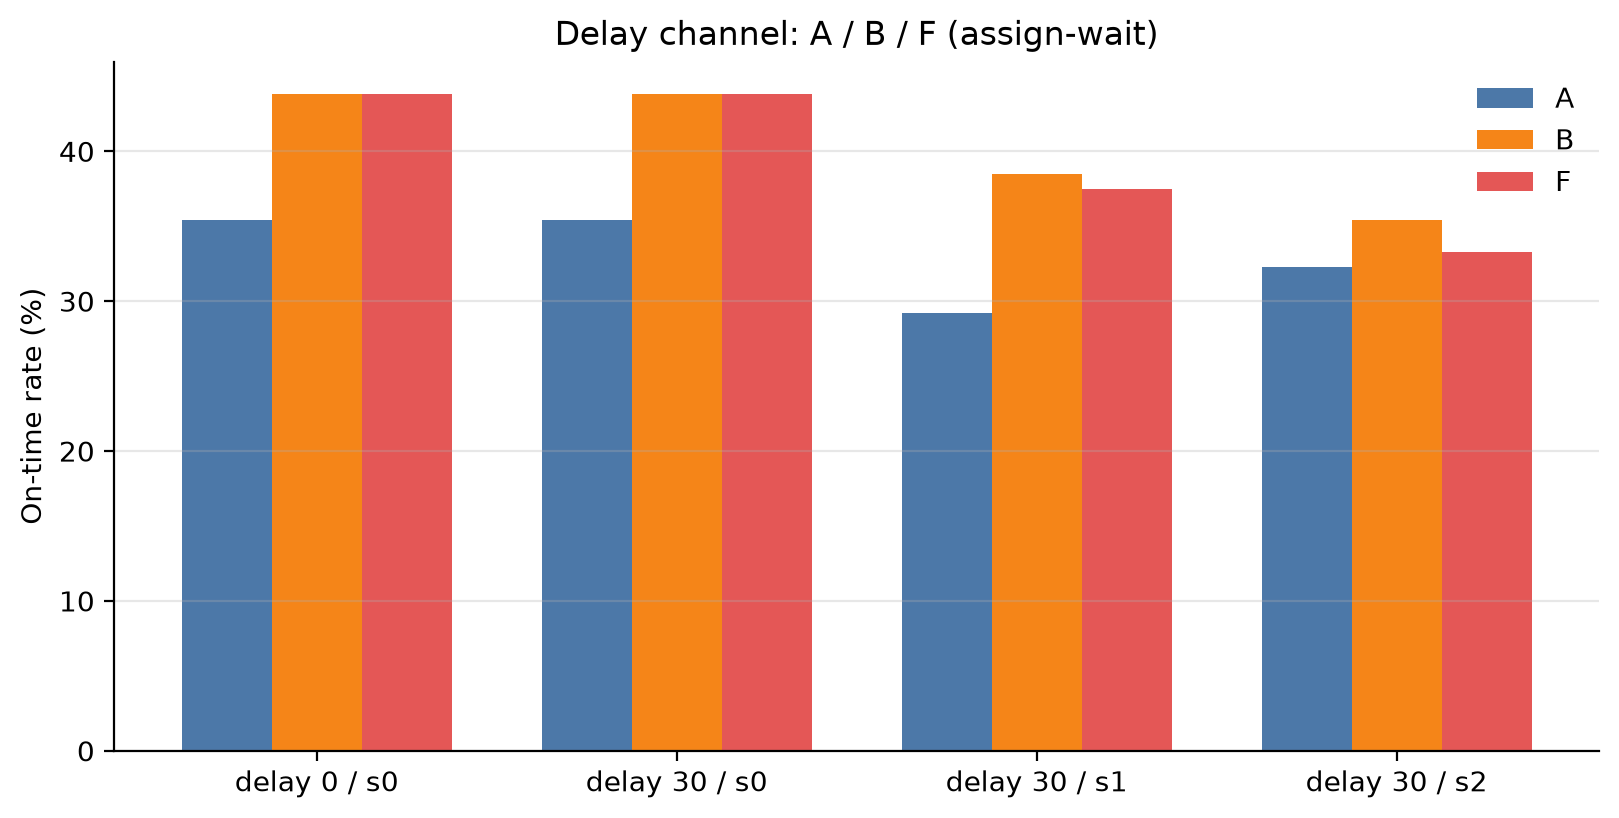 Delay channel: A / B / F (assign-wait)
A
B
F
On-time rate (%)
40
30
20
10
0
delay 0 / s0
delay 30 / s0
delay 30 / s1
delay 30 / s2